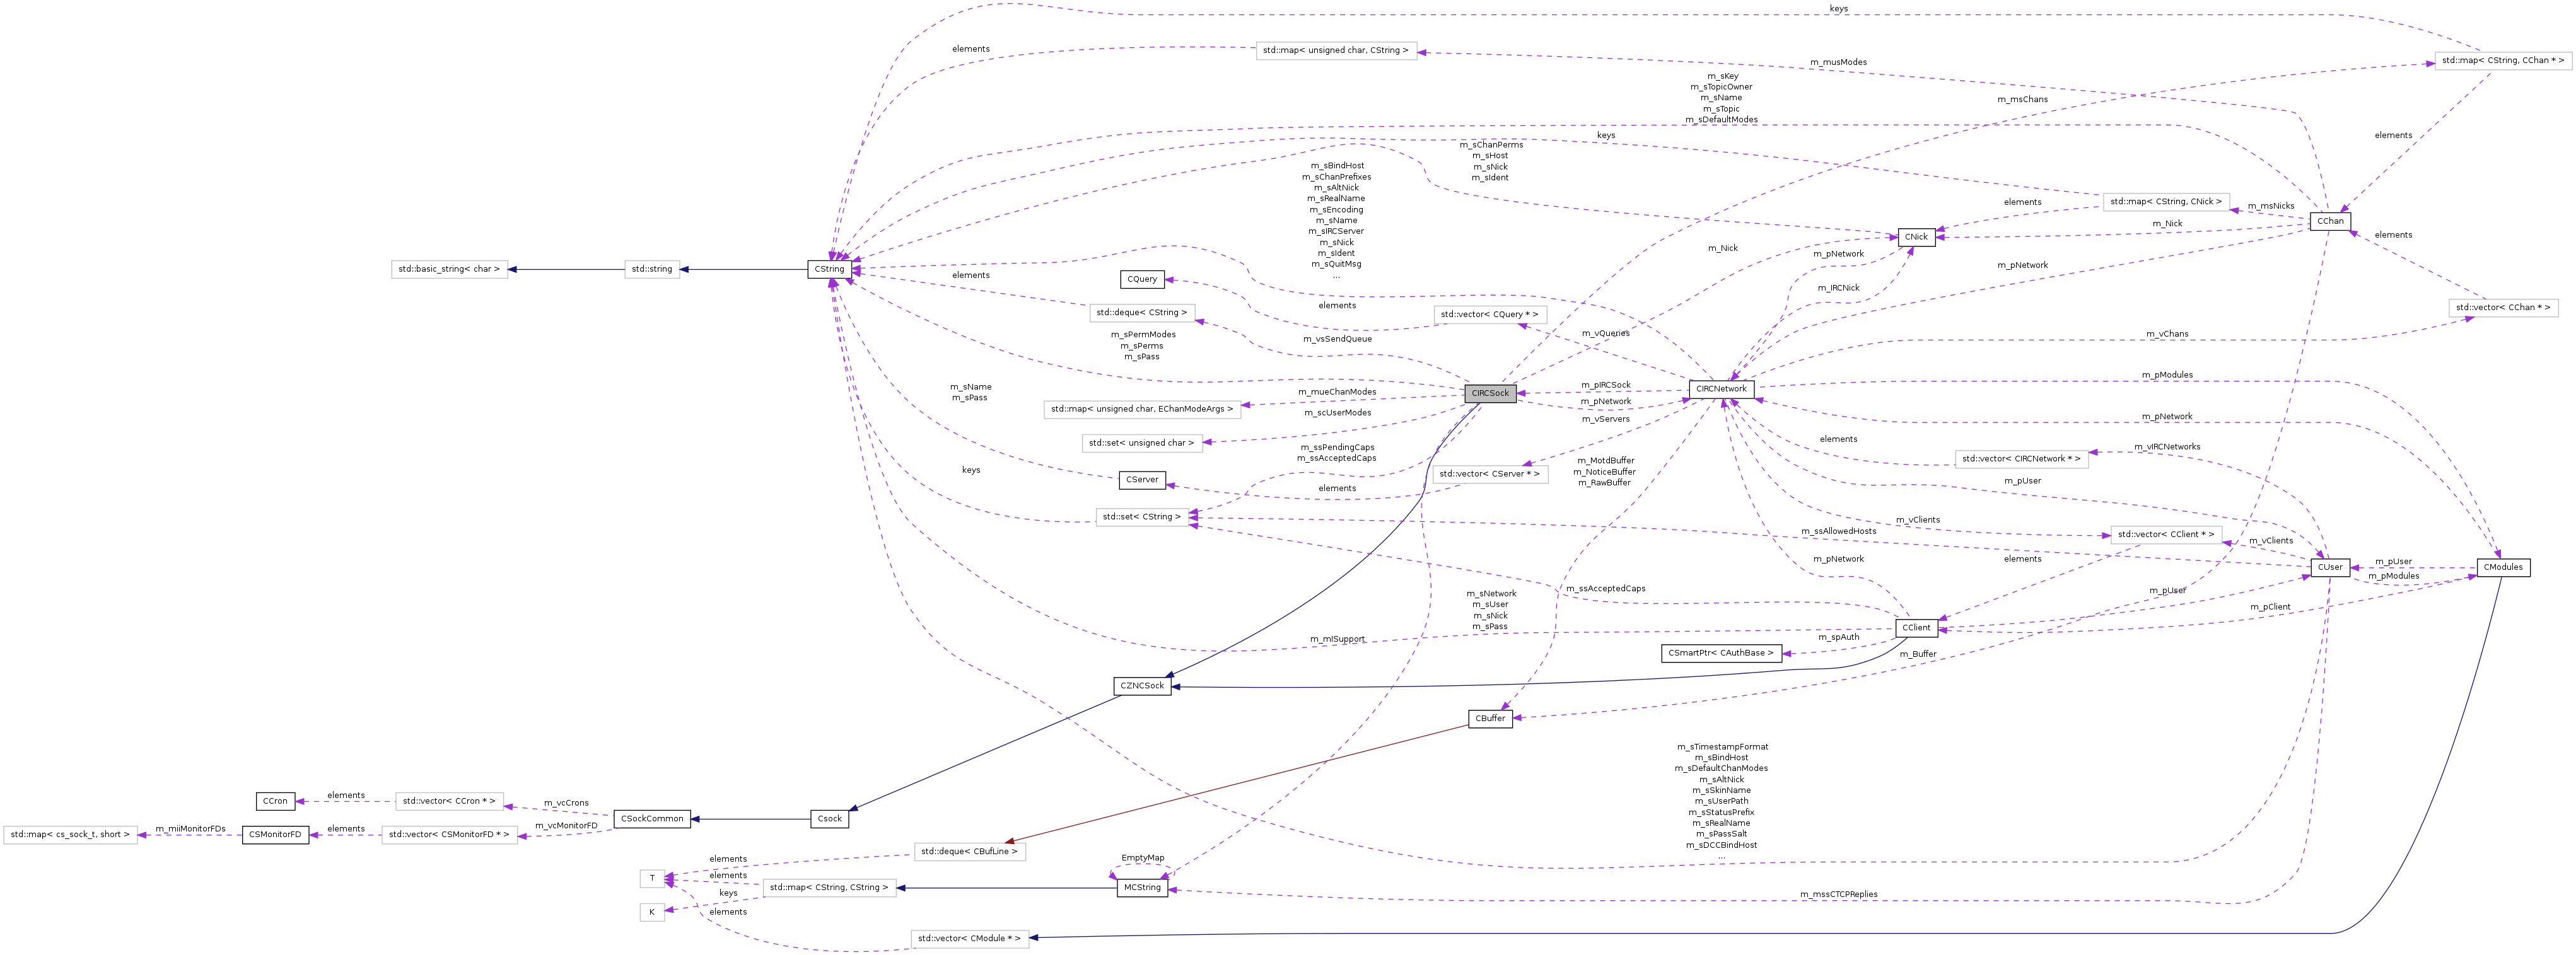 keys
elements
std::map< unsigned char, CString >
std::map< CString, CChan * >
m_musModes
m_sKey
m_sTopicOwner
m_sName
m_sTopic
m_sDefaultModes
m_msChans
keys
elements
m_sChanPerms
m_sHost
m_sNick
m_sIdent
m_sBindHost
m_sChanPrefixes
m_sAltNick
m_sRealName
m_sEncoding
m_sName
m_sIRCServer
m_sNick
m_sIdent
m_sQuitMsg
...
elements
std::map< CString, CNick >
m_msNicks
CChan
m_Nick
CNick
m_Nick
elements
m_pNetwork
m_pNetwork
std::basic_string< char >
std::string
CString
elements
CQuery
m_IRCNick
elements
std::deque< CString >
std::vector< CQuery * >
std::vector< CChan * >
m_vsSendQueue
m_vQueries
m_vChans
m_sPermModes
m_sPerms
m_sPass
m_pModules
m_sName
m_sPass
m_mueChanModes
CIRCSock
m_pIRCSock
m_pNetwork
CIRCNetwork
std::map< unsigned char, EChanModeArgs >
m_scUserModes
m_vServers
m_pNetwork
std::set< unsigned char >
elements
m_vIRCNetworks
m_ssPendingCaps
m_ssAcceptedCaps
std::vector< CIRCNetwork * >
keys
CServer
elements
std::vector< CServer * >
m_MotdBuffer
m_NoticeBuffer
m_RawBuffer
m_pUser
std::set< CString >
m_vClients
m_ssAllowedHosts
std::vector< CClient * >
m_vClients
m_pNetwork
elements
CUser
m_pUser
m_pModules
CModules
m_ssAcceptedCaps
m_pUser
m_pClient
m_sNetwork
m_sUser
m_sNick
m_sPass
CClient
m_mISupport
m_spAuth
CSmartPtr< CAuthBase >
m_Buffer
CZNCSock
CBuffer
m_sTimestampFormat
m_sBindHost
m_sDefaultChanModes
m_sAltNick
m_sSkinName
m_sUserPath
m_sStatusPrefix
m_sRealName
m_sPassSalt
m_sDCCBindHost
...
CCron
elements
std::vector< CCron * >
m_vcCrons
CSockCommon
Csock
std::map< cs_sock_t, short >
m_miiMonitorFDs
CSMonitorFD
elements
std::vector< CSMonitorFD * >
m_vcMonitorFD
std::deque< CBufLine >
elements
EmptyMap
T
elements
std::map< CString, CString >
MCString
keys
m_mssCTCPReplies
K
elements
std::vector< CModule * >